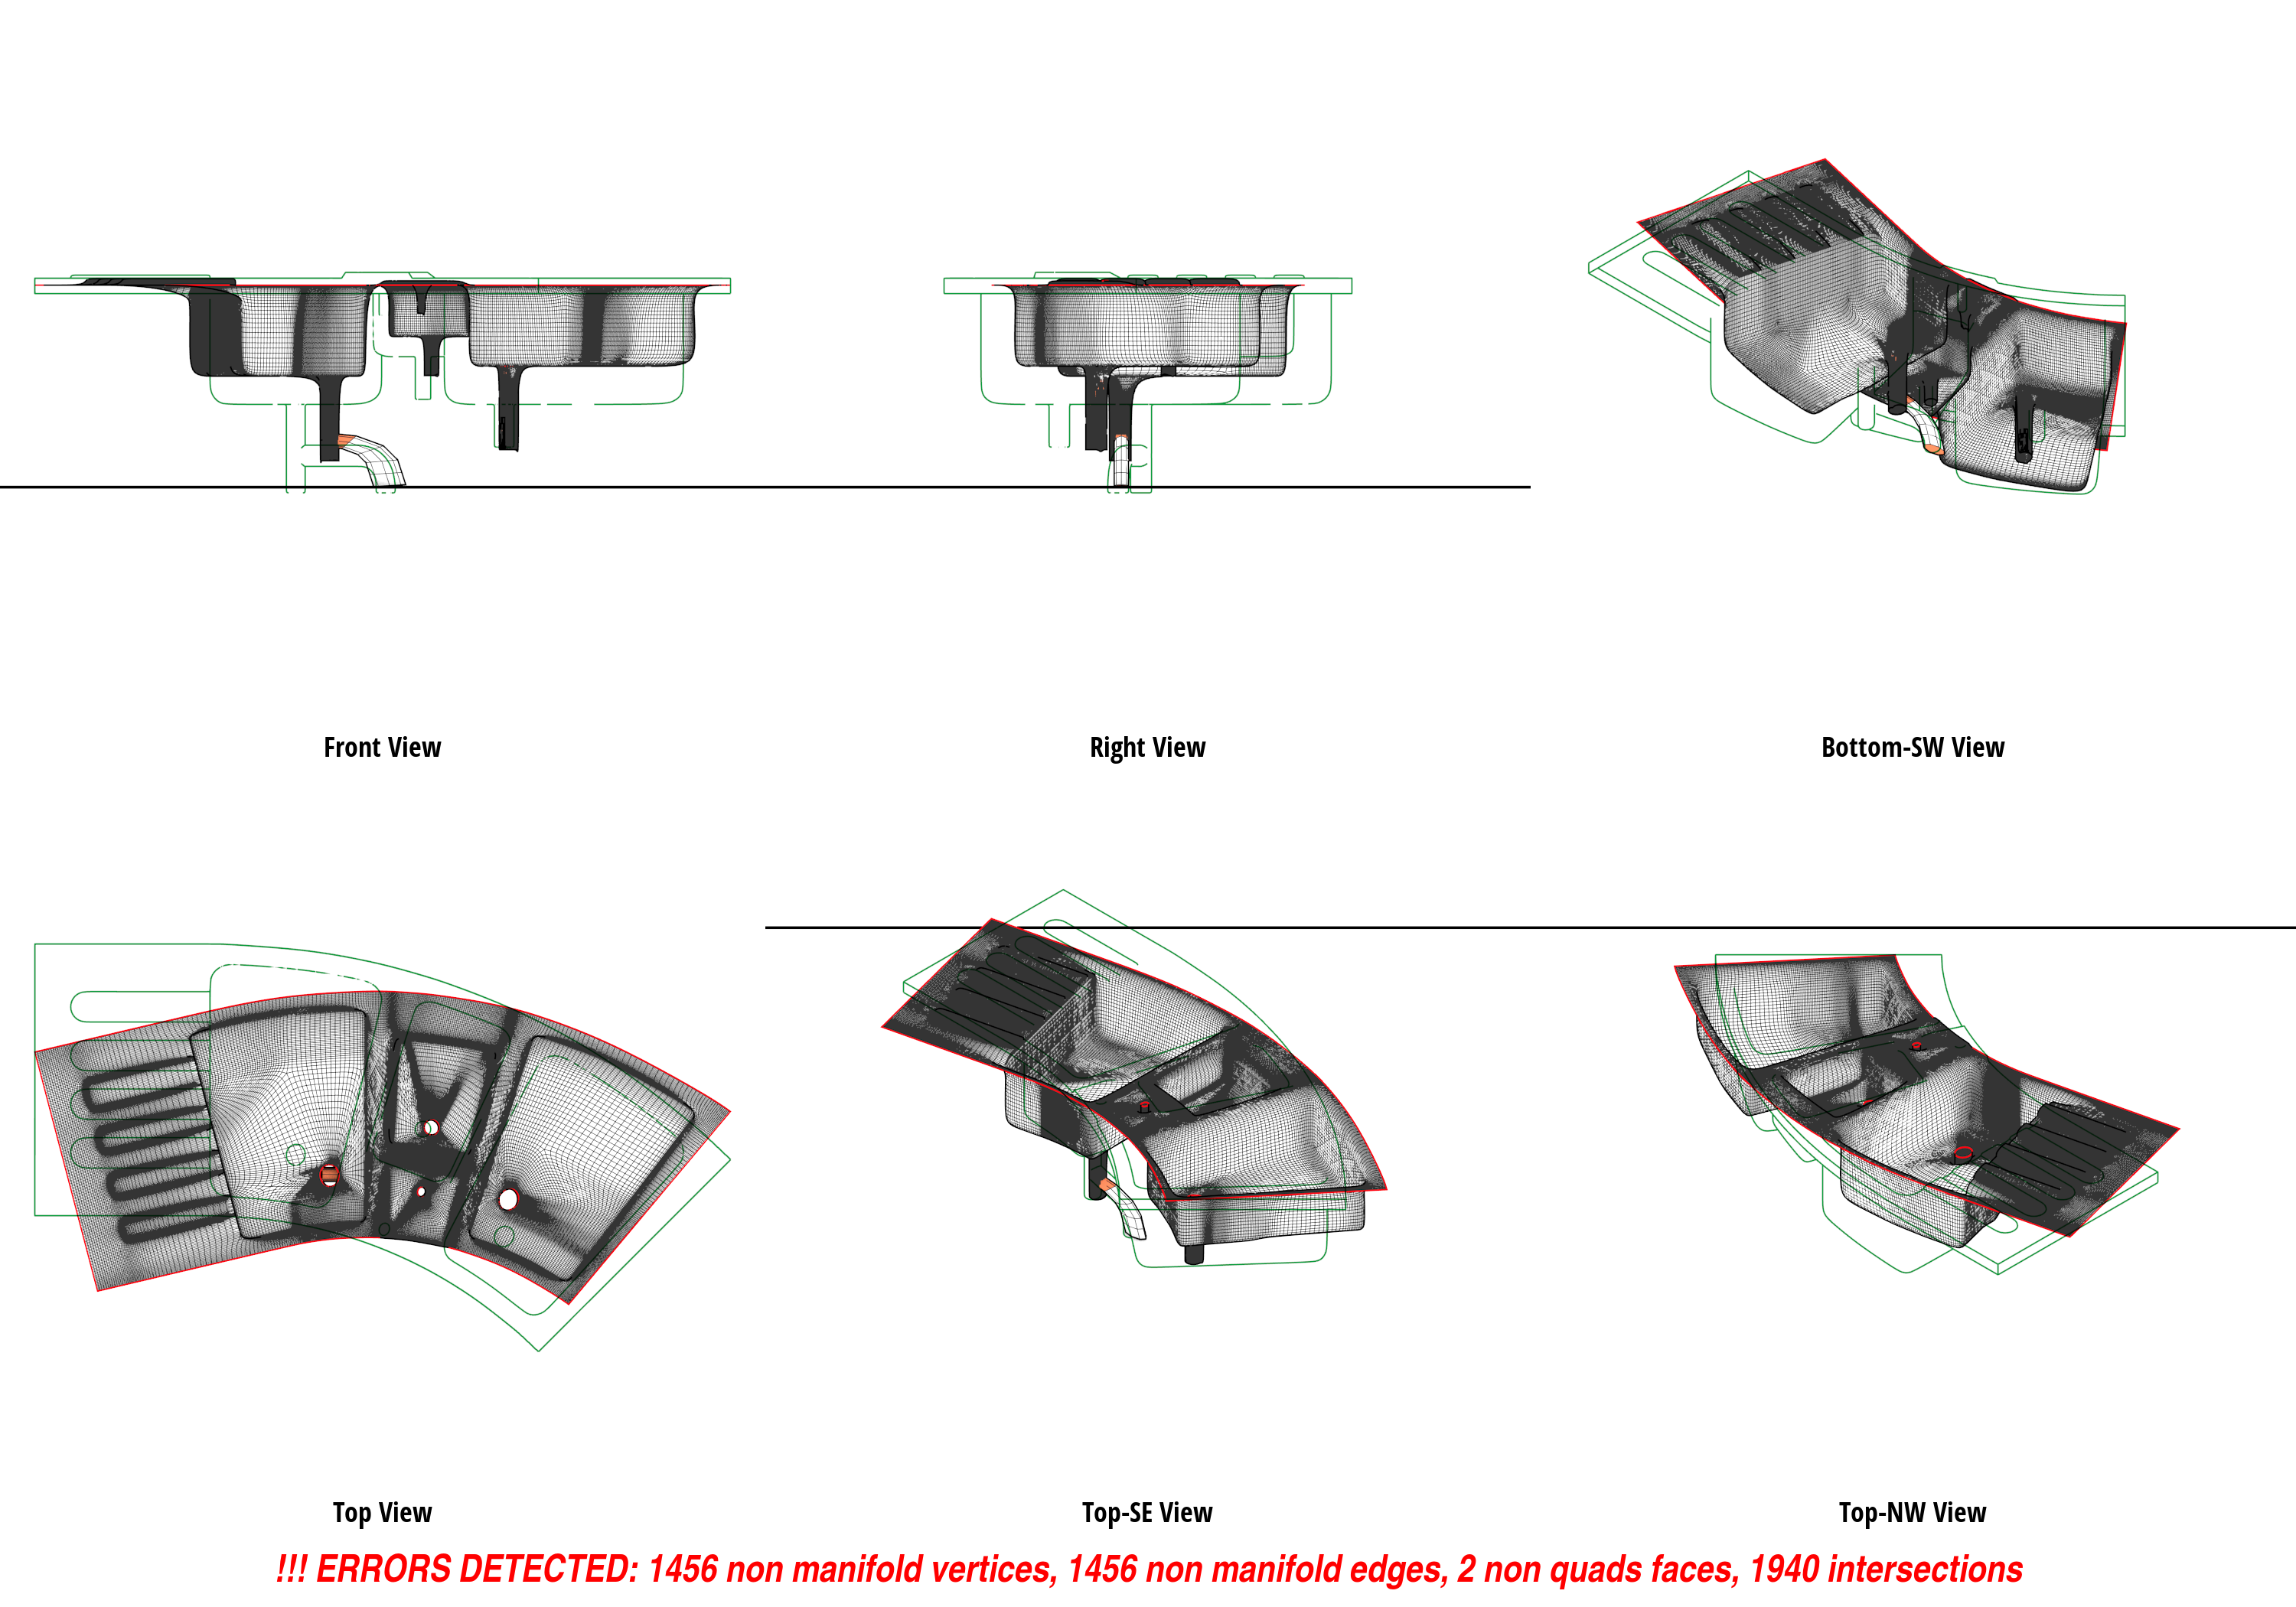 Front View
Right View
Bottom-SW View
Top View
Top-SE View
Top-NW View
!!! ERRORS DETECTED: 1456 non manifold vertices, 1456 non manifold edges, 2 non quads faces, 1940 intersections